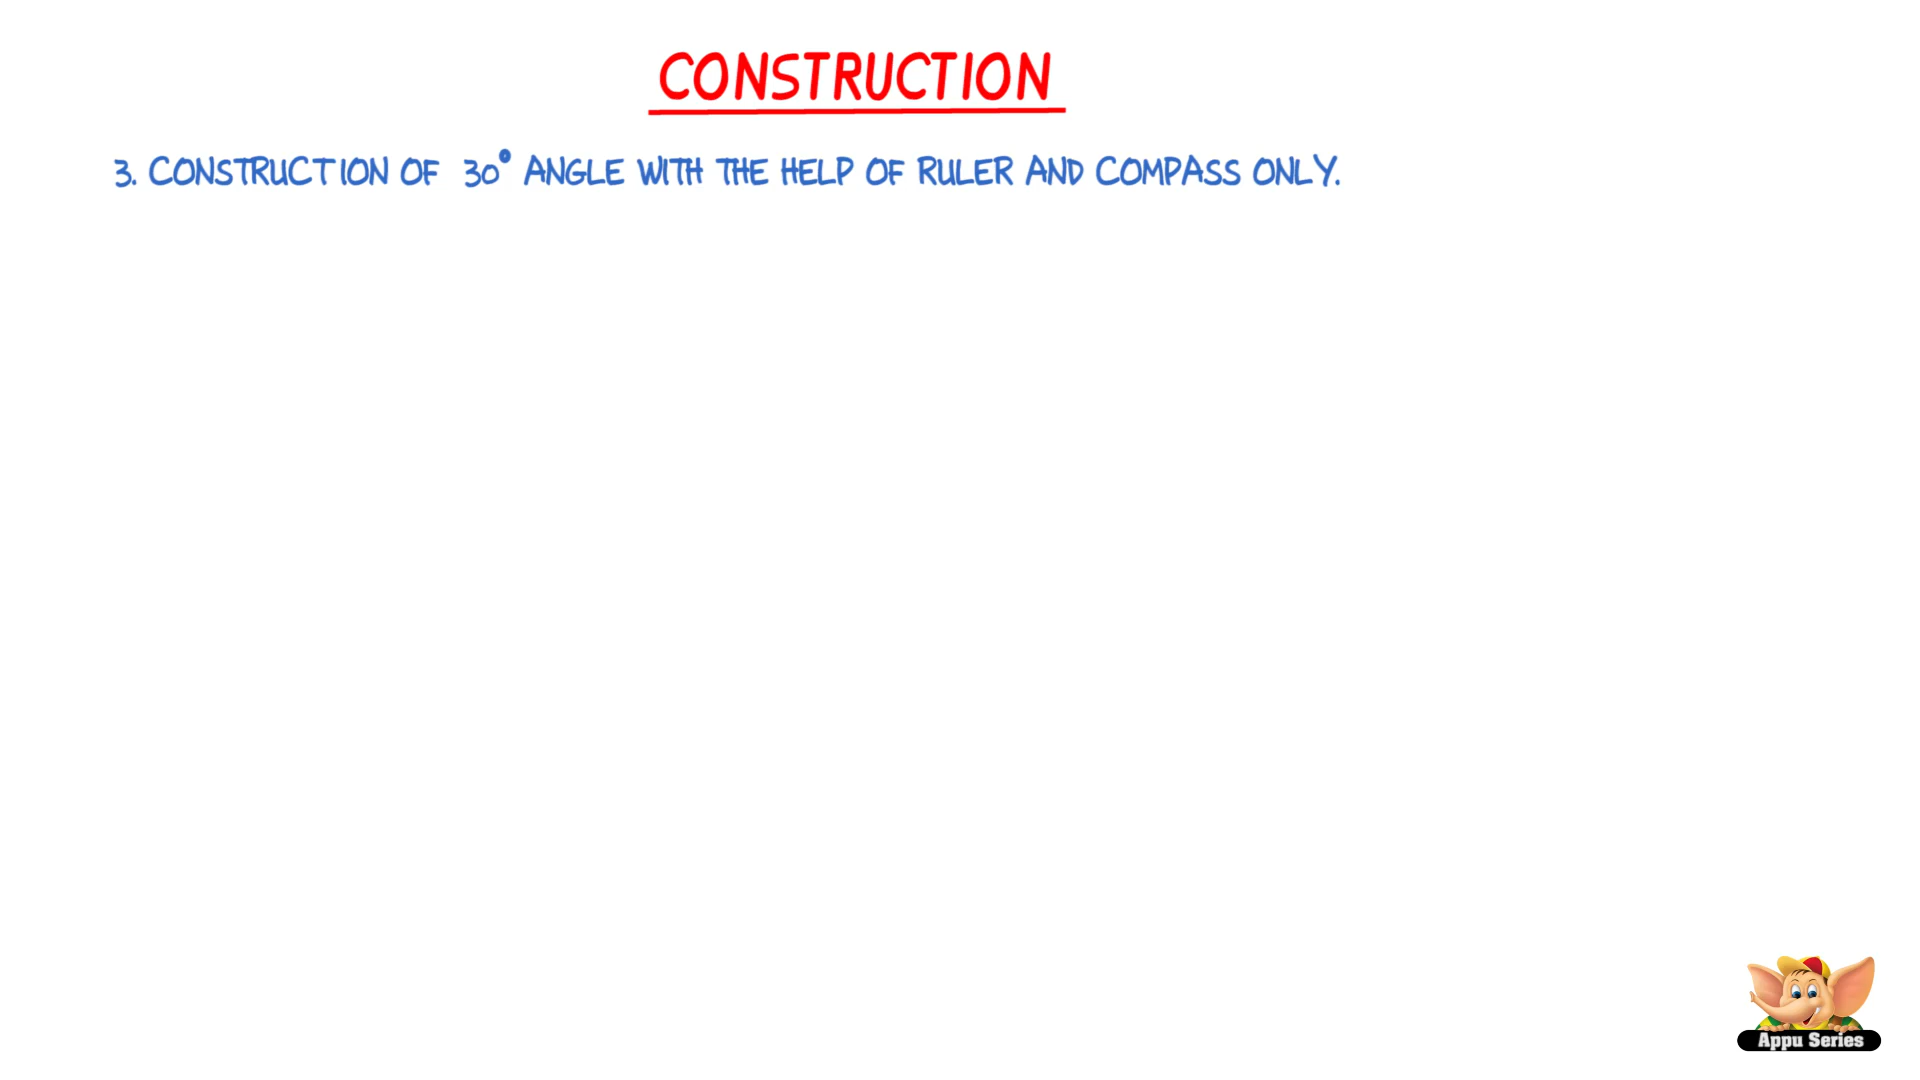 CONSTRUCTION
3. CONSTRUCTION OF 30° ANGLE WITH THE HELP OF RULER AND COMPASS ONLY.
Appu Series